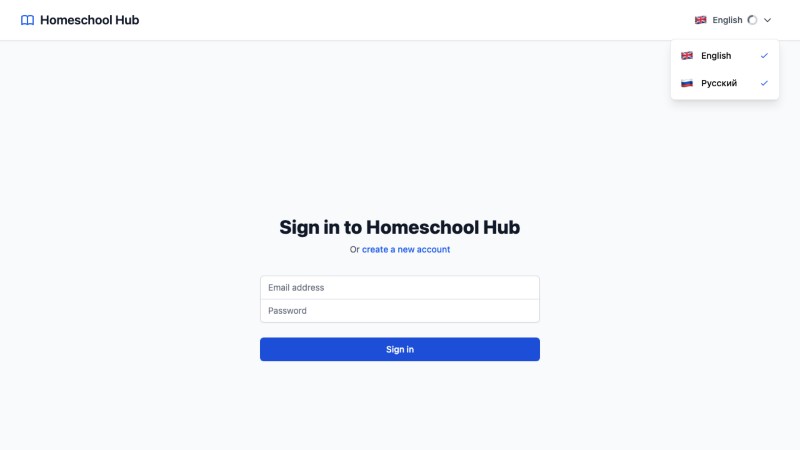 Homeschool Hub
English
English
Русский
Sign in to Homeschool Hub
Or create a new account
Email address
Password
Sign in